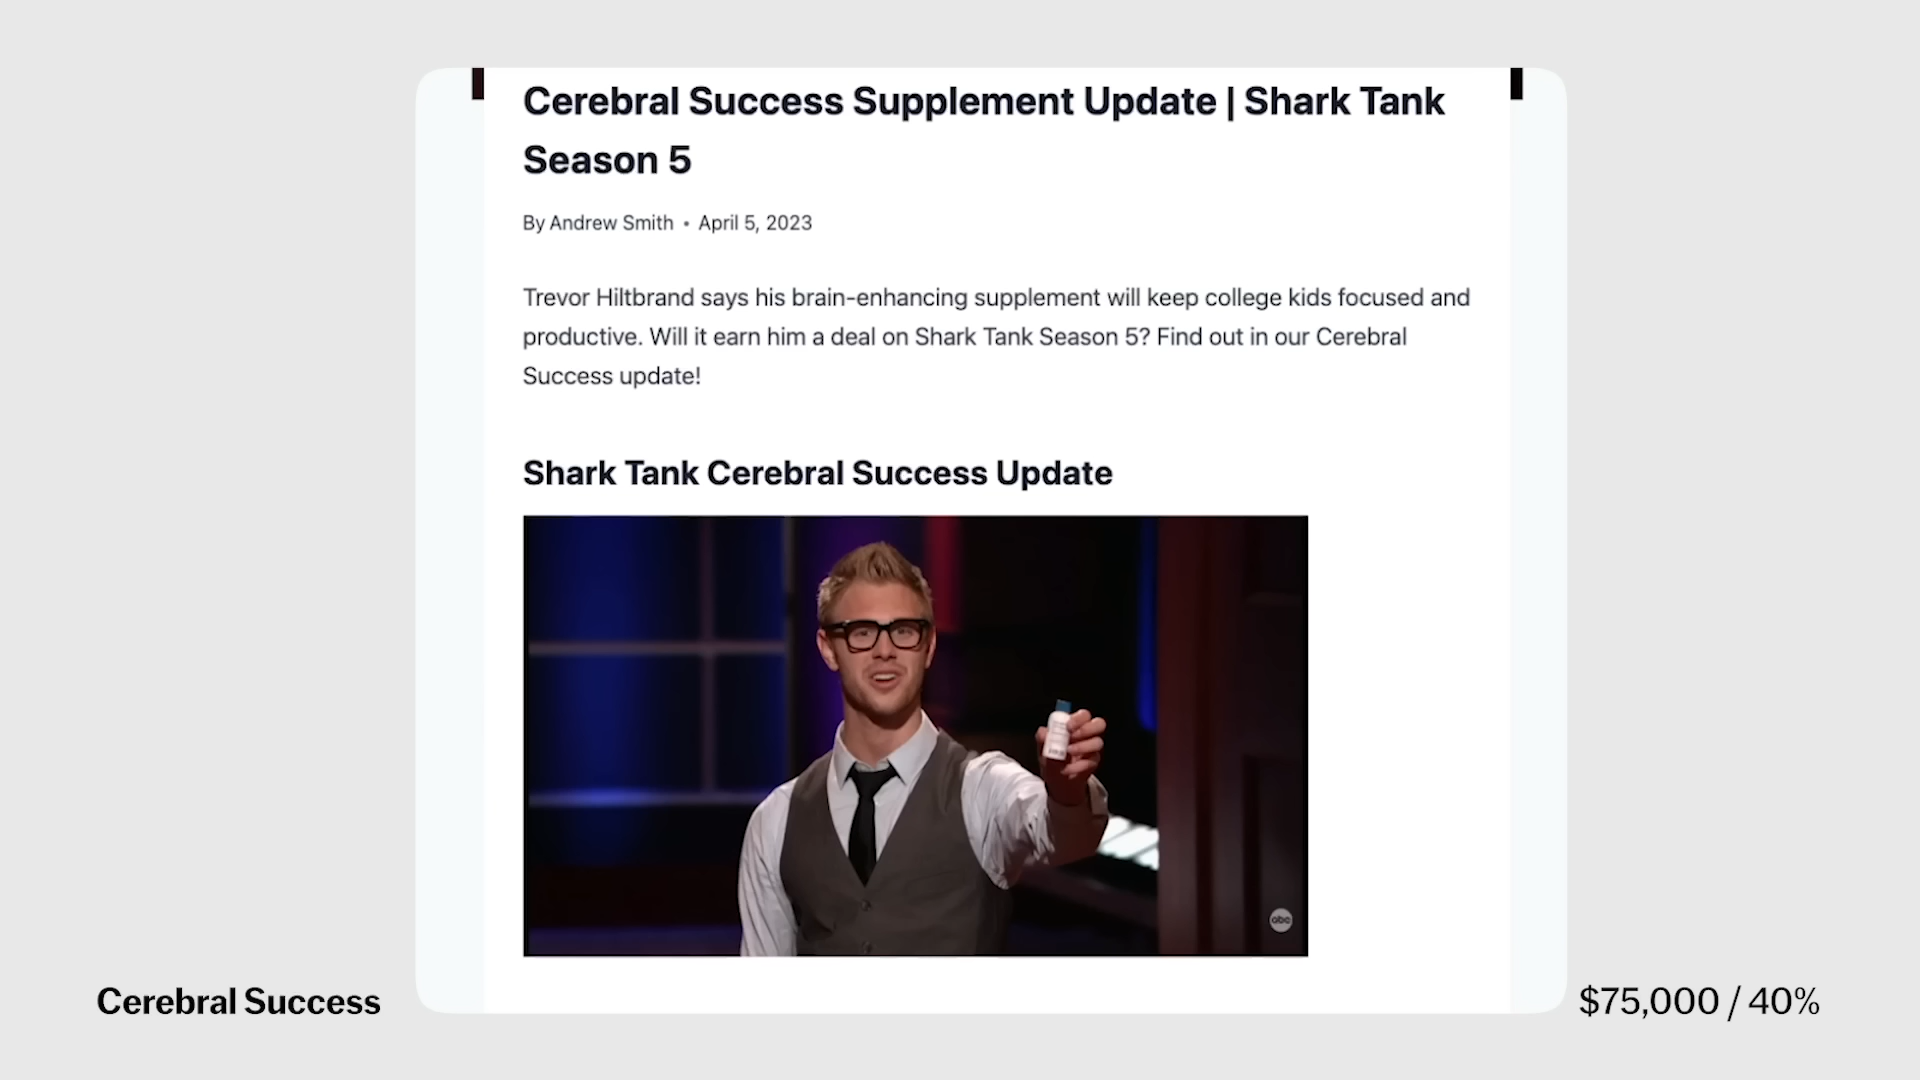 Cerebral Success Supplement Update | Shark Tank
Season 5
By Andrew Smith • April 5, 2023
Trevor Hiltbrand says his brain-enhancing supplement will keep college kids focused and
productive. Will it earn him a deal on Shark Tank Season 5? Find out in our Cerebral
Success update!
Shark Tank Cerebral Success Update
abc
Cerebral Success
$75,000 / 40%